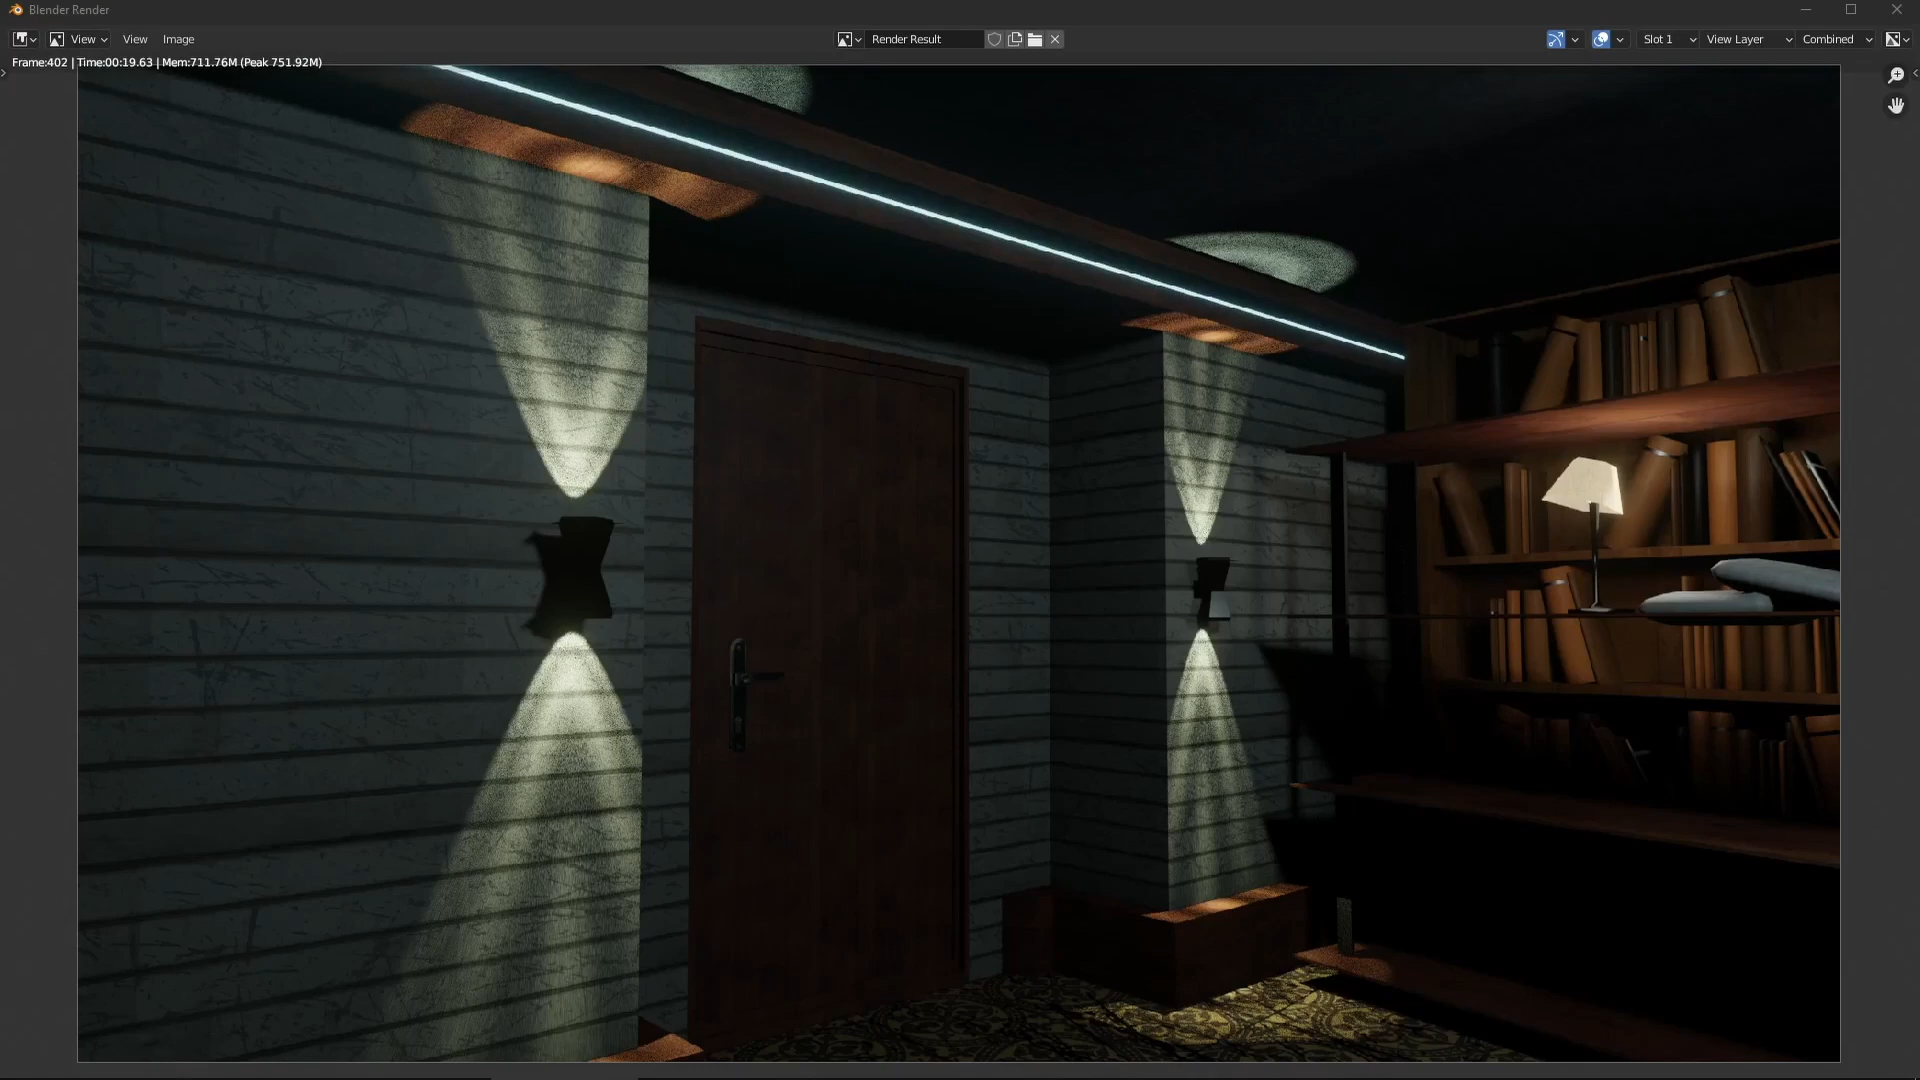 Blender Render
View View Image Render Result Slot 1 View Layer Combined
Frame:402 | Time:00:19.63 | Mem:711.76M (Peak 751.92M)